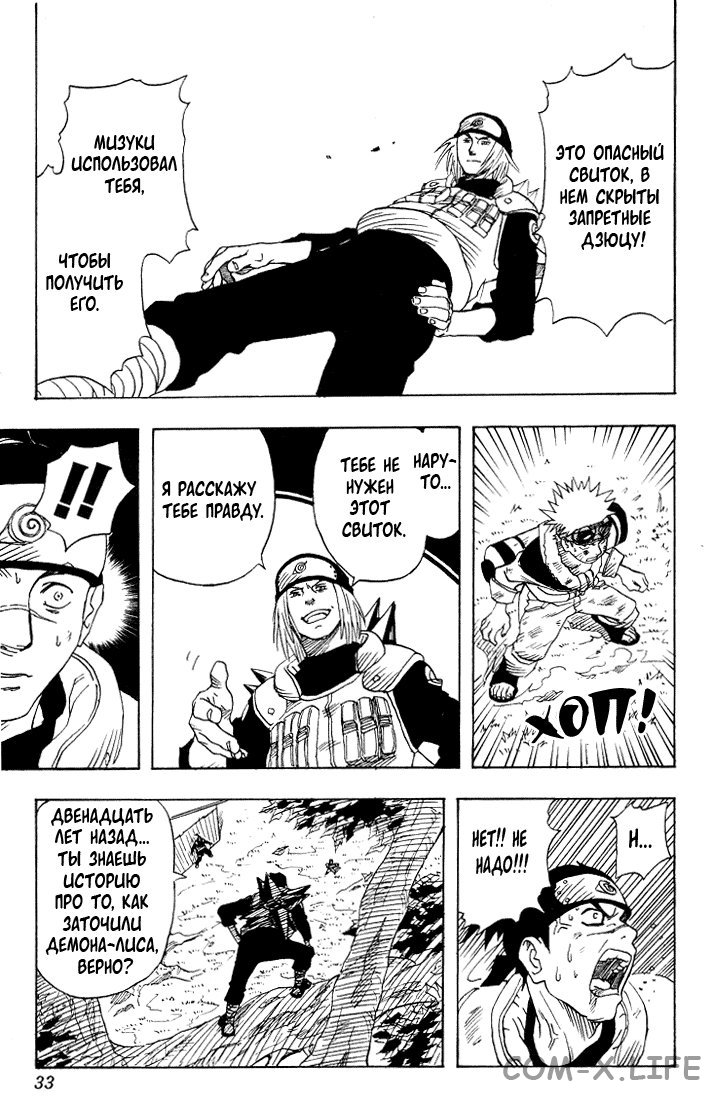 ЭТО ОПАСНЫЙ
СВИТОК, В
НЕМ СКРЫТЫ
ЗАПРЕТНЫЕ
ДЗЮЦУ!
МИЗУКИ
ИСПОЛЬЗОВАЛ
ТЕБЯ,
ЧТОБЫ
ПОЛУЧИТЬ
ЕГО.
ХОП!
НАРУ-
ТО...
ТЕБЕ НЕ
НУЖЕН
ЭТОТ
СВИТОК.
Я РАССКАЖУ
ТЕБЕ ПРАВДУ.
!!
Н...
НЕТ!! НЕ
НАДО!!!
ДВЕНАДЦАТЬ
ЛЕТ НАЗАД...
ТЫ ЗНАЕШЬ
ИСТОРИЮ
ПРО ТО, КАК
ЗАТОЧИЛИ
ДЕМОНА-ЛИСА,
ВЕРНО?
33
COM-X.LIFE